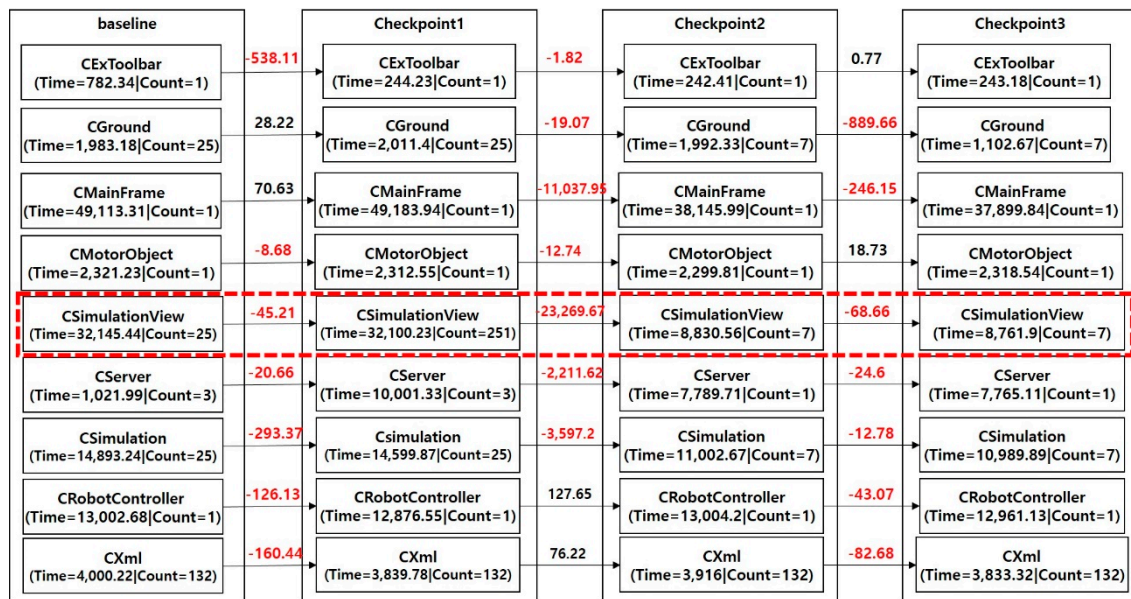 baseline
Checkpoint1
Checkpoint2
Checkpoint3
CExToolbar
(Time=782.34|Count=1)
-538.11
CExToolbar
(Time=244.23|Count=1)
-1.82
CExToolbar
(Time=242.41|Count=1)
0.77
CExToolbar
(Time=243.18|Count=1)
CGround
(Time=1,983.18|Count=25)
28.22
CGround
(Time=2,011.4|Count=25)
-19.07
CGround
(Time=1,992.33|Count=7)
-889.66
CGround
(Time=1,102.67|Count=7)
CMainFrame
(Time=49,113.31|Count=1)
70.63
CMainFrame
(Time=49,183.94|Count=1)
-11,037.95
CMainFrame
(Time=38,145.99|Count=1)
-246.15
CMainFrame
(Time=37,899.84|Count=1)
CMotorObject
(Time=2,321.23|Count=1)
-8.68
CMotorObject
(Time=2,312.55|Count=1)
-12.74
CMotorObject
(Time=2,299.81|Count=1)
18.73
CMotorObject
(Time=2,318.54|Count=1)
CSimulationView
(Time=32,145.44|Count=25)
-45.21
CSimulationView
(Time=32,100.23|Count=251)
-23,269.67
CSimulationView
(Time=8,830.56|Count=7)
-68.66
CSimulationView
(Time=8,761.9|Count=7)
CServer
(Time=1,021.99|Count=3)
-20.66
CServer
(Time=10,001.33|Count=3)
-2,211.62
CServer
(Time=7,789.71|Count=1)
-24.6
CServer
(Time=7,765.11|Count=1)
CSimulation
(Time=14,893.24|Count=25)
-293.37
Csimulation
(Time=14,599.87|Count=25)
-3,597.2
CSimulation
(Time=11,002.67|Count=7)
-12.78
CSimulation
(Time=10,989.89|Count=7)
CRobotController
(Time=13,002.68|Count=1)
-126.13
CRobotController
(Time=12,876.55|Count=1)
127.65
CRobotController
(Time=13,004.2|Count=1)
-43.07
CRobotController
(Time=12,961.13|Count=1)
CXml
(Time=4,000.22|Count=132)
-160.44
CXml
(Time=3,839.78|Count=132)
76.22
CXml
(Time=3,916|Count=132)
-82.68
CXml
(Time=3,833.32|Count=132)